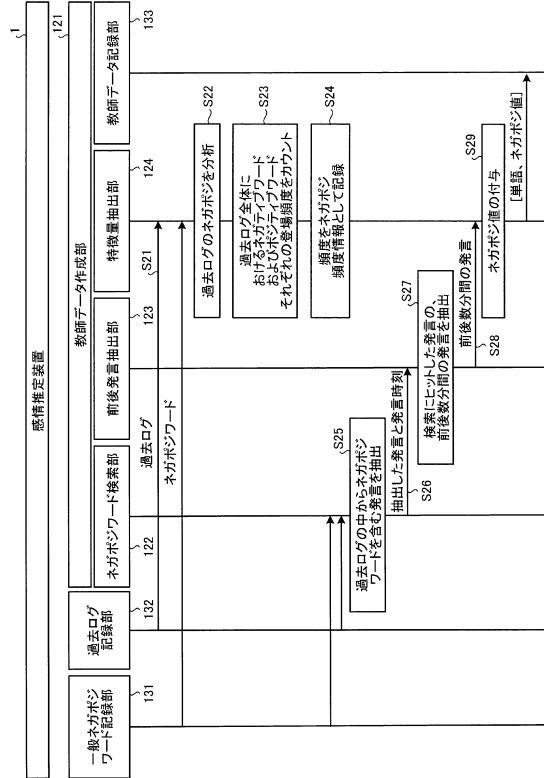 感情推定装置
1
121
教師データ作成部
一般ネガポジ
ワード記録部
131
過去ログ
記録部
132
ネガポジワード検索部
122
前後発言抽出部
123
特徴量抽出部
124
教師データ記録部
133
過去ログ
S21
ネガポジワード
過去ログのネガポジを分析
S22
過去ログ全体に
おけるネガティブワード
およびポジティブワード
それぞれの登場頻度をカウント
S23
頻度をネガポジ
頻度情報として記録
S24
過去ログの中からネガポジ
ワードを含む発言を抽出
S25
抽出した発言と発言時刻
S26
検索にヒットした発言の、
前後数分間の発言を抽出
S27
前後数分間の発言
S28
ネガポジ値の付与
S29
[単語、ネガポジ値]